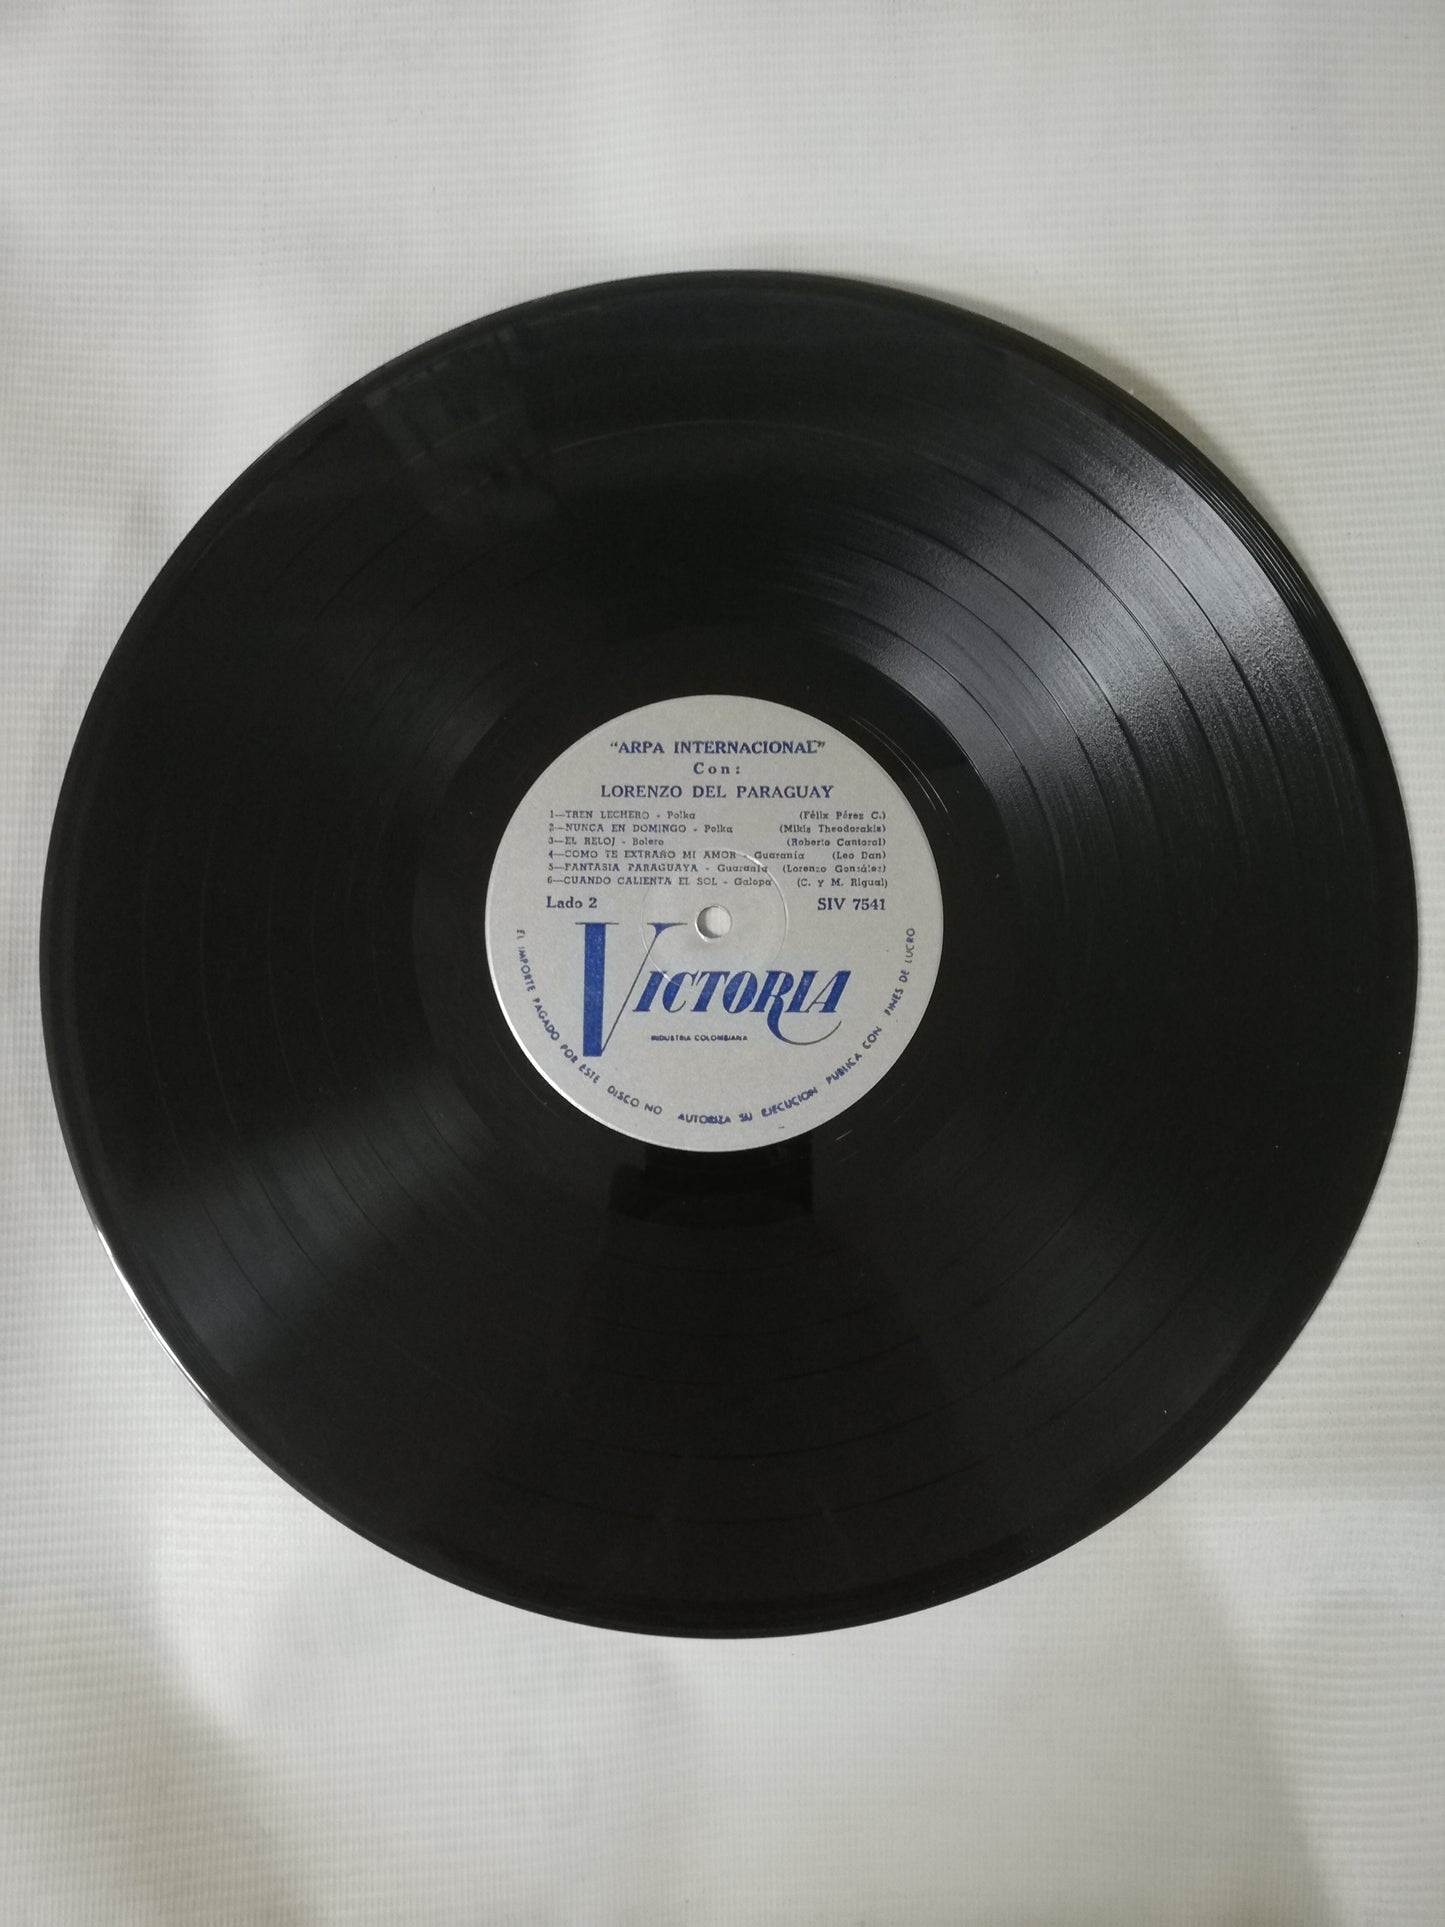 "ARPA INTERNACIONAL"
Con:
LORENZO DEL PARAGUAY
1—TREN LECHERO - Polka (Félix Pérez C.)
2—NUNCA EN DOMINGO - Polka (Mikis Theodorakis)
3—EL RELOJ - Bolero (Roberto Cantoral)
4—COMO TE EXTRAÑO MI AMOR - Guarania (Leo Dan)
5—FANTASIA PARAGUAYA - Guarania (Lorenzo González)
6—CUANDO CALIENTA EL SOL - Galopa (C. y M. Rigual)
Lado 2 SIV 7541
VICTORIA
INDUSTRIA COLOMBIANA
EL IMPORTE PAGADO POR ESTE DISCO NO AUTORIZA SU EJECUCION PUBLICA CON FINES DE LUCRO